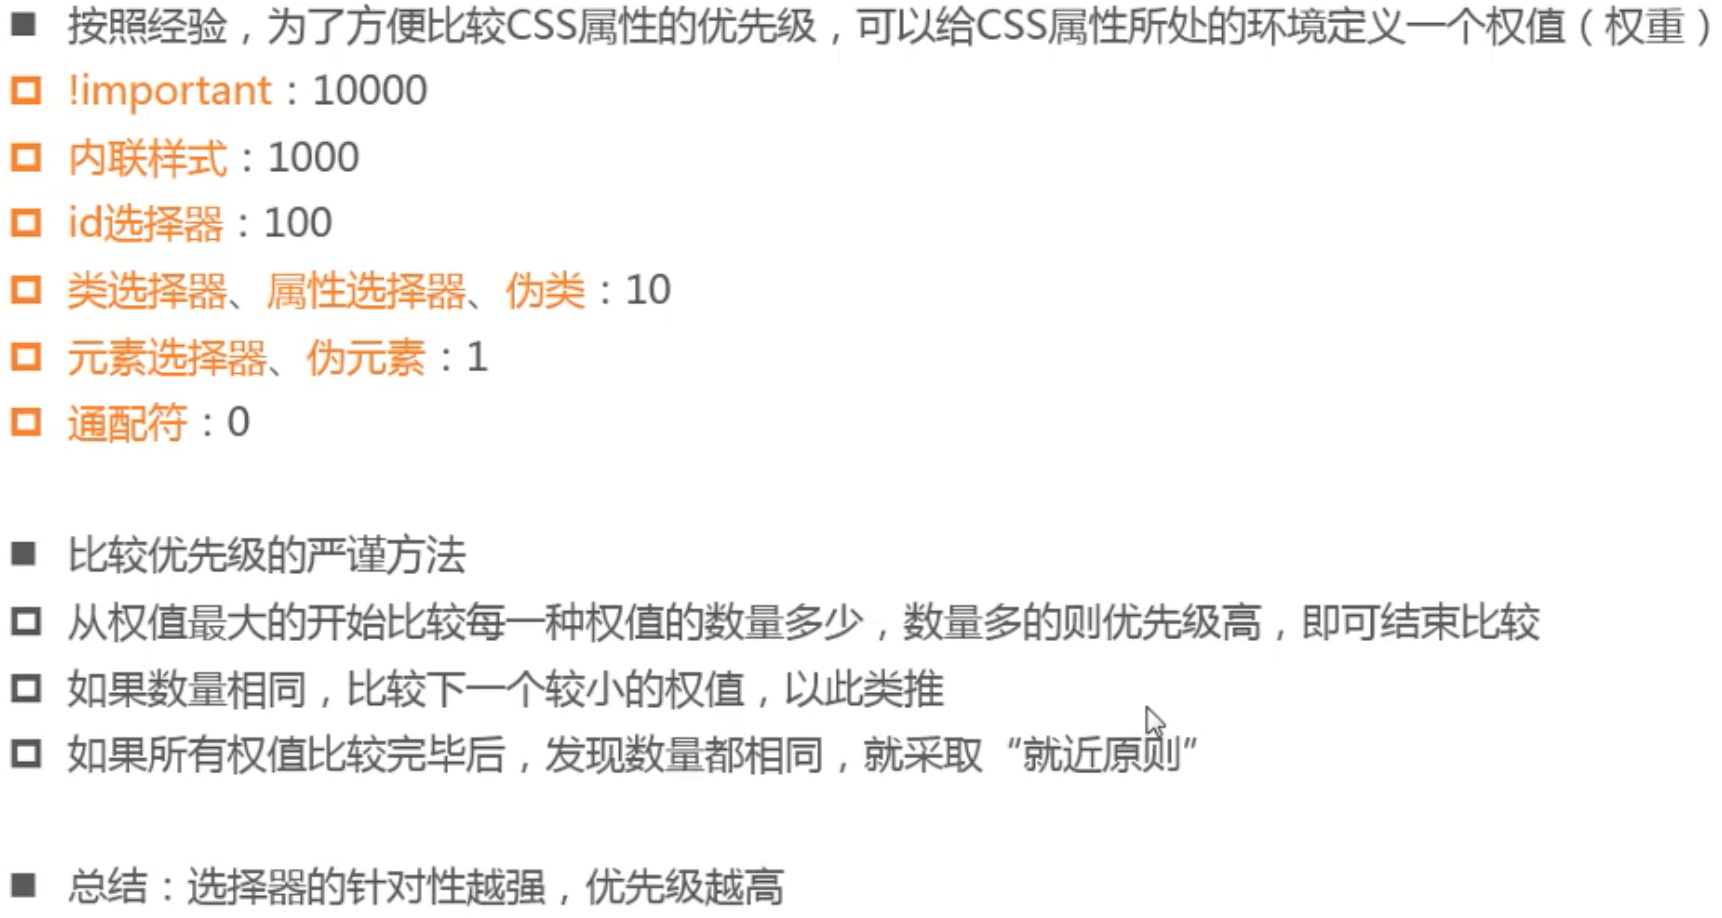 按照经验，为了方便比较CSS属性的优先级，可以给CSS属性所处的环境定义一个权值（权重）
!important：10000
内联样式：1000
id选择器：100
类选择器、属性选择器、伪类：10
元素选择器、伪元素：1
通配符：0
比较优先级的严谨方法
从权值最大的开始比较每一种权值的数量多少，数量多的则优先级高，即可结束比较
如果数量相同，比较下一个较小的权值，以此类推
如果所有权值比较完毕后，发现数量都相同，就采取“就近原则”
总结：选择器的针对性越强，优先级越高